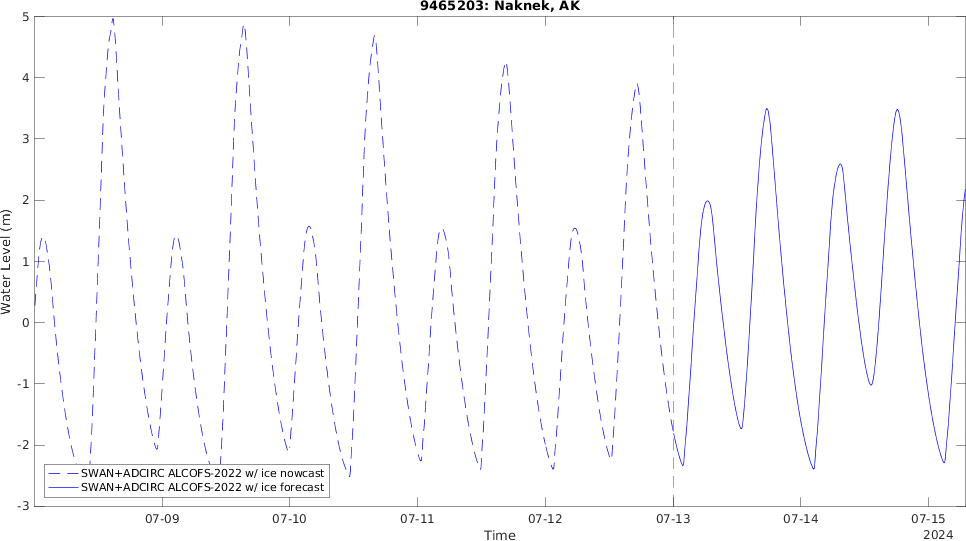 9465203: Naknek, AK
5
4
3
2
1
0
-1
-2
-3
Water Level (m)
SWAN+ADCIRC ALCOFS-2022 w/ ice nowcast
SWAN+ADCIRC ALCOFS-2022 w/ ice forecast
07-09 07-10 07-11 07-12 07-13 07-14 07-15
Time 2024